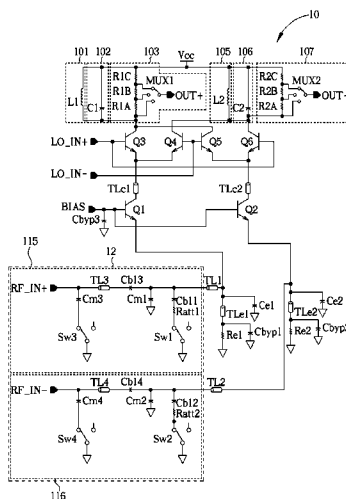 10
101 102 103 Vcc 105 106 107
R1C R1B R1A MUX1 OUT+ L1 C1
R2C R2B R2A MUX2 OUT+ L2 C2
LO_IN+ Q3 Q4 Q5 Q6
LO_IN-
TLc1 TLc2
BIAS Q1 Q2
Cbyp3
115 12
RF_IN+ TL3 Cb13 TL1
Cm3 Cm1 Cb11 Ratt1
Sw3 Sw1
Ce1 TLe1 Cbyp1 Re1
Ce2 TLe2 Cbyp2 Re2
RF_IN- TL4 Cb14 TL2
Cm4 Cm2 Cb12 Ratt2
Sw4 Sw2
116